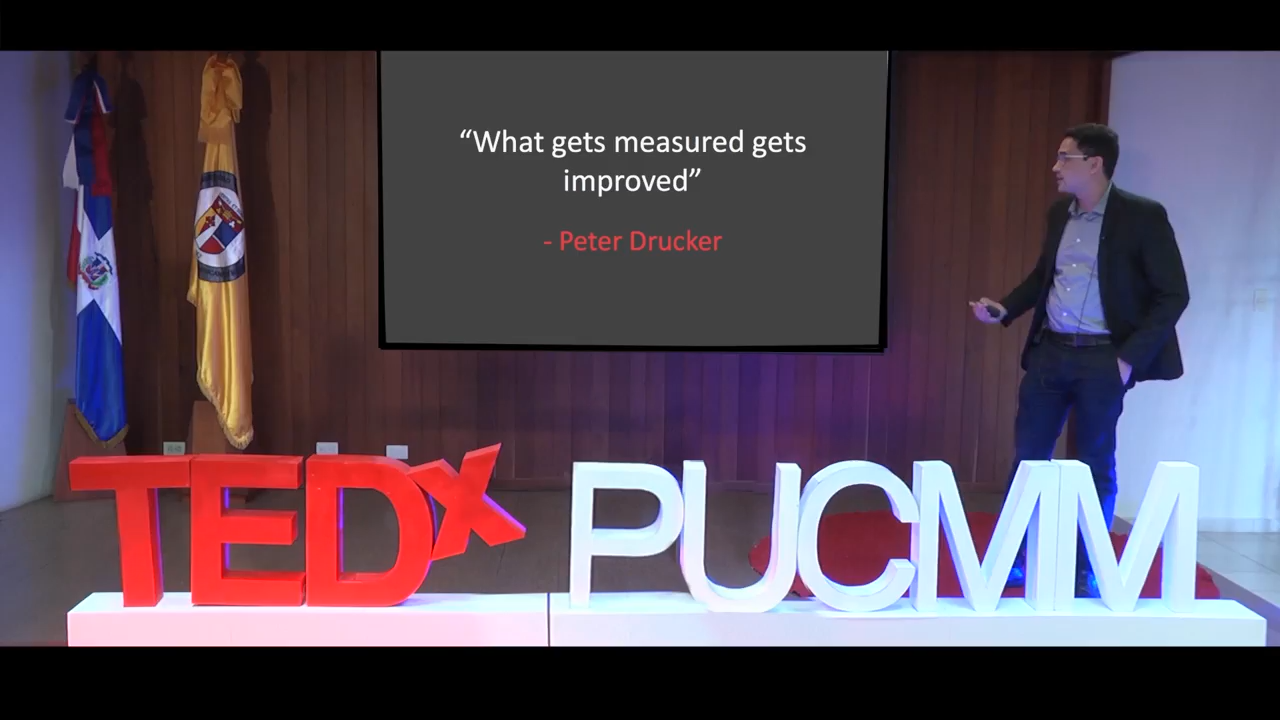 “What gets measured gets
improved”
- Peter Drucker
TEDx PUCMM